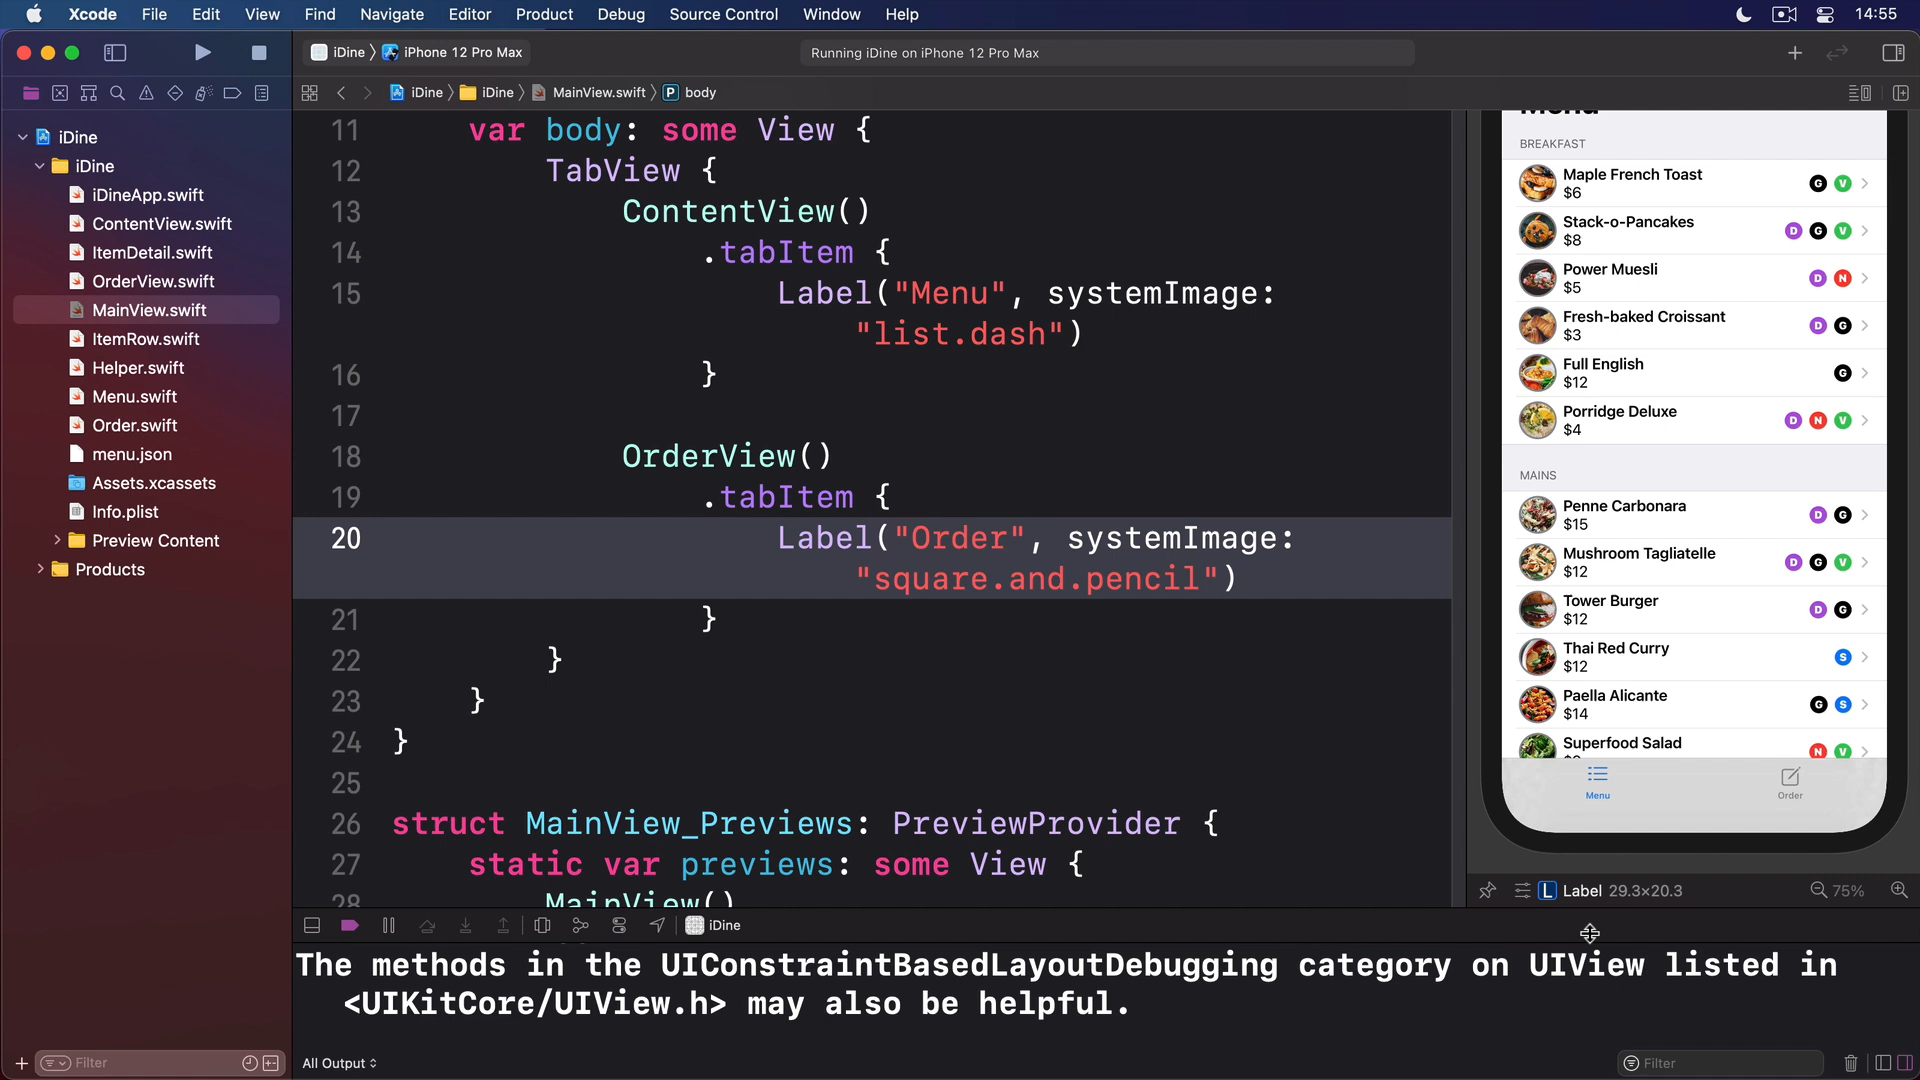 Xcode File Edit View Find Navigate Editor Product Debug Source Control Window Help 14:55
iDine iPhone 12 Pro Max Running iDine on iPhone 12 Pro Max
iDine iDine MainView.swift P body
iDine
iDine
iDineApp.swift
ContentView.swift
ItemDetail.swift
OrderView.swift
MainView.swift
ItemRow.swift
Helper.swift
Menu.swift
Order.swift
menu.json
Assets.xcassets
Info.plist
Preview Content
Products
Filter
11 var body: some View {
12 TabView {
13 ContentView()
14 .tabItem {
15 Label("Menu", systemImage:
"list.dash")
16 }
17
18 OrderView()
19 .tabItem {
20 Label("Order", systemImage:
"square.and.pencil")
21 }
22 }
23 }
24 }
25
26 struct MainView_Previews: PreviewProvider {
27 static var previews: some View {
28 MainView()
Menu
BREAKFAST
Maple French Toast
$6 G V
Stack-o-Pancakes
$8 D G V
Power Muesli
$5 D N
Fresh-baked Croissant
$3 D G
Full English
$12 G
Porridge Deluxe
$4 D N V
MAINS
Penne Carbonara
$15 D G
Mushroom Tagliatelle
$12 D G V
Tower Burger
$12 D G
Thai Red Curry
$12 S
Paella Alicante
$14 G S
Superfood Salad
N V
Menu Order
L Label 29.3×20.3 75%
iDine
The methods in the UIConstraintBasedLayoutDebugging category on UIView listed in
<UIKitCore/UIView.h> may also be helpful.
All Output Filter